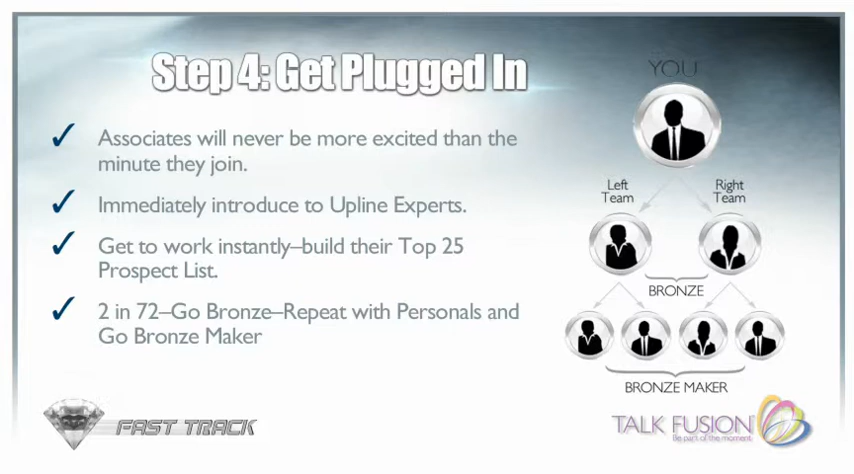 Step 4: Get Plugged In
✓ Associates will never be more excited than the
minute they join.
✓ Immediately introduce to Upline Experts.
✓ Get to work instantly–build their Top 25
Prospect List.
✓ 2 in 72–Go Bronze–Repeat with Personals and
Go Bronze Maker
YOU
Left
Team
Right
Team
BRONZE
BRONZE MAKER
FAST TRACK
TALK FUSION
Be part of the moment.